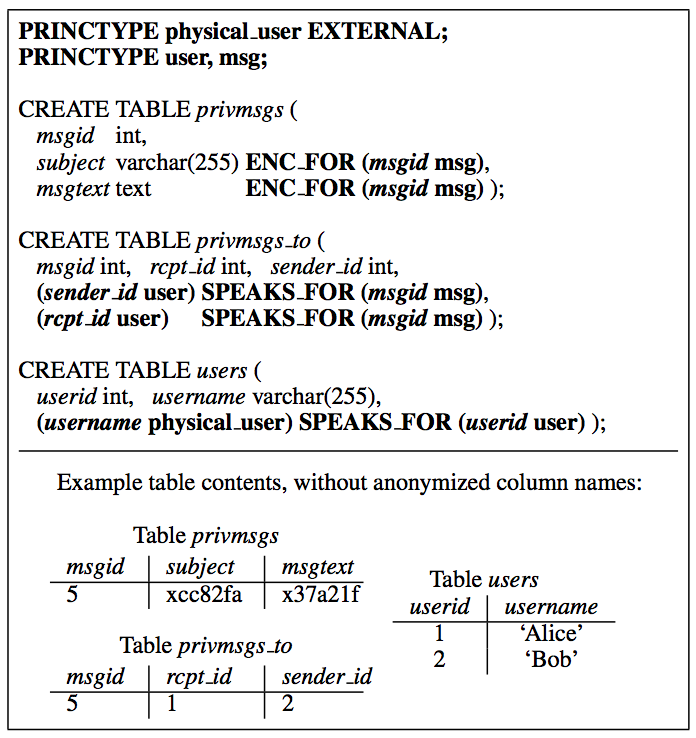 PRINCTYPE physical_user EXTERNAL;
PRINCTYPE user, msg;
CREATE TABLE privmsgs (
msgid int,
subject varchar(255) ENC_FOR (msgid msg),
msgtext text ENC_FOR (msgid msg) );
CREATE TABLE privmsgs_to (
msgid int, rcpt_id int, sender_id int,
(sender_id user) SPEAKS_FOR (msgid msg),
(rcpt_id user) SPEAKS_FOR (msgid msg) );
CREATE TABLE users (
userid int, username varchar(255),
(username physical_user) SPEAKS_FOR (userid user) );
Example table contents, without anonymized column names:
Table privmsgs
msgid subject msgtext
5 xcc82fa x37a21f
Table privmsgs_to
msgid rcpt_id sender_id
5 1 2
Table users
userid username
1 ‘Alice’
2 ‘Bob’